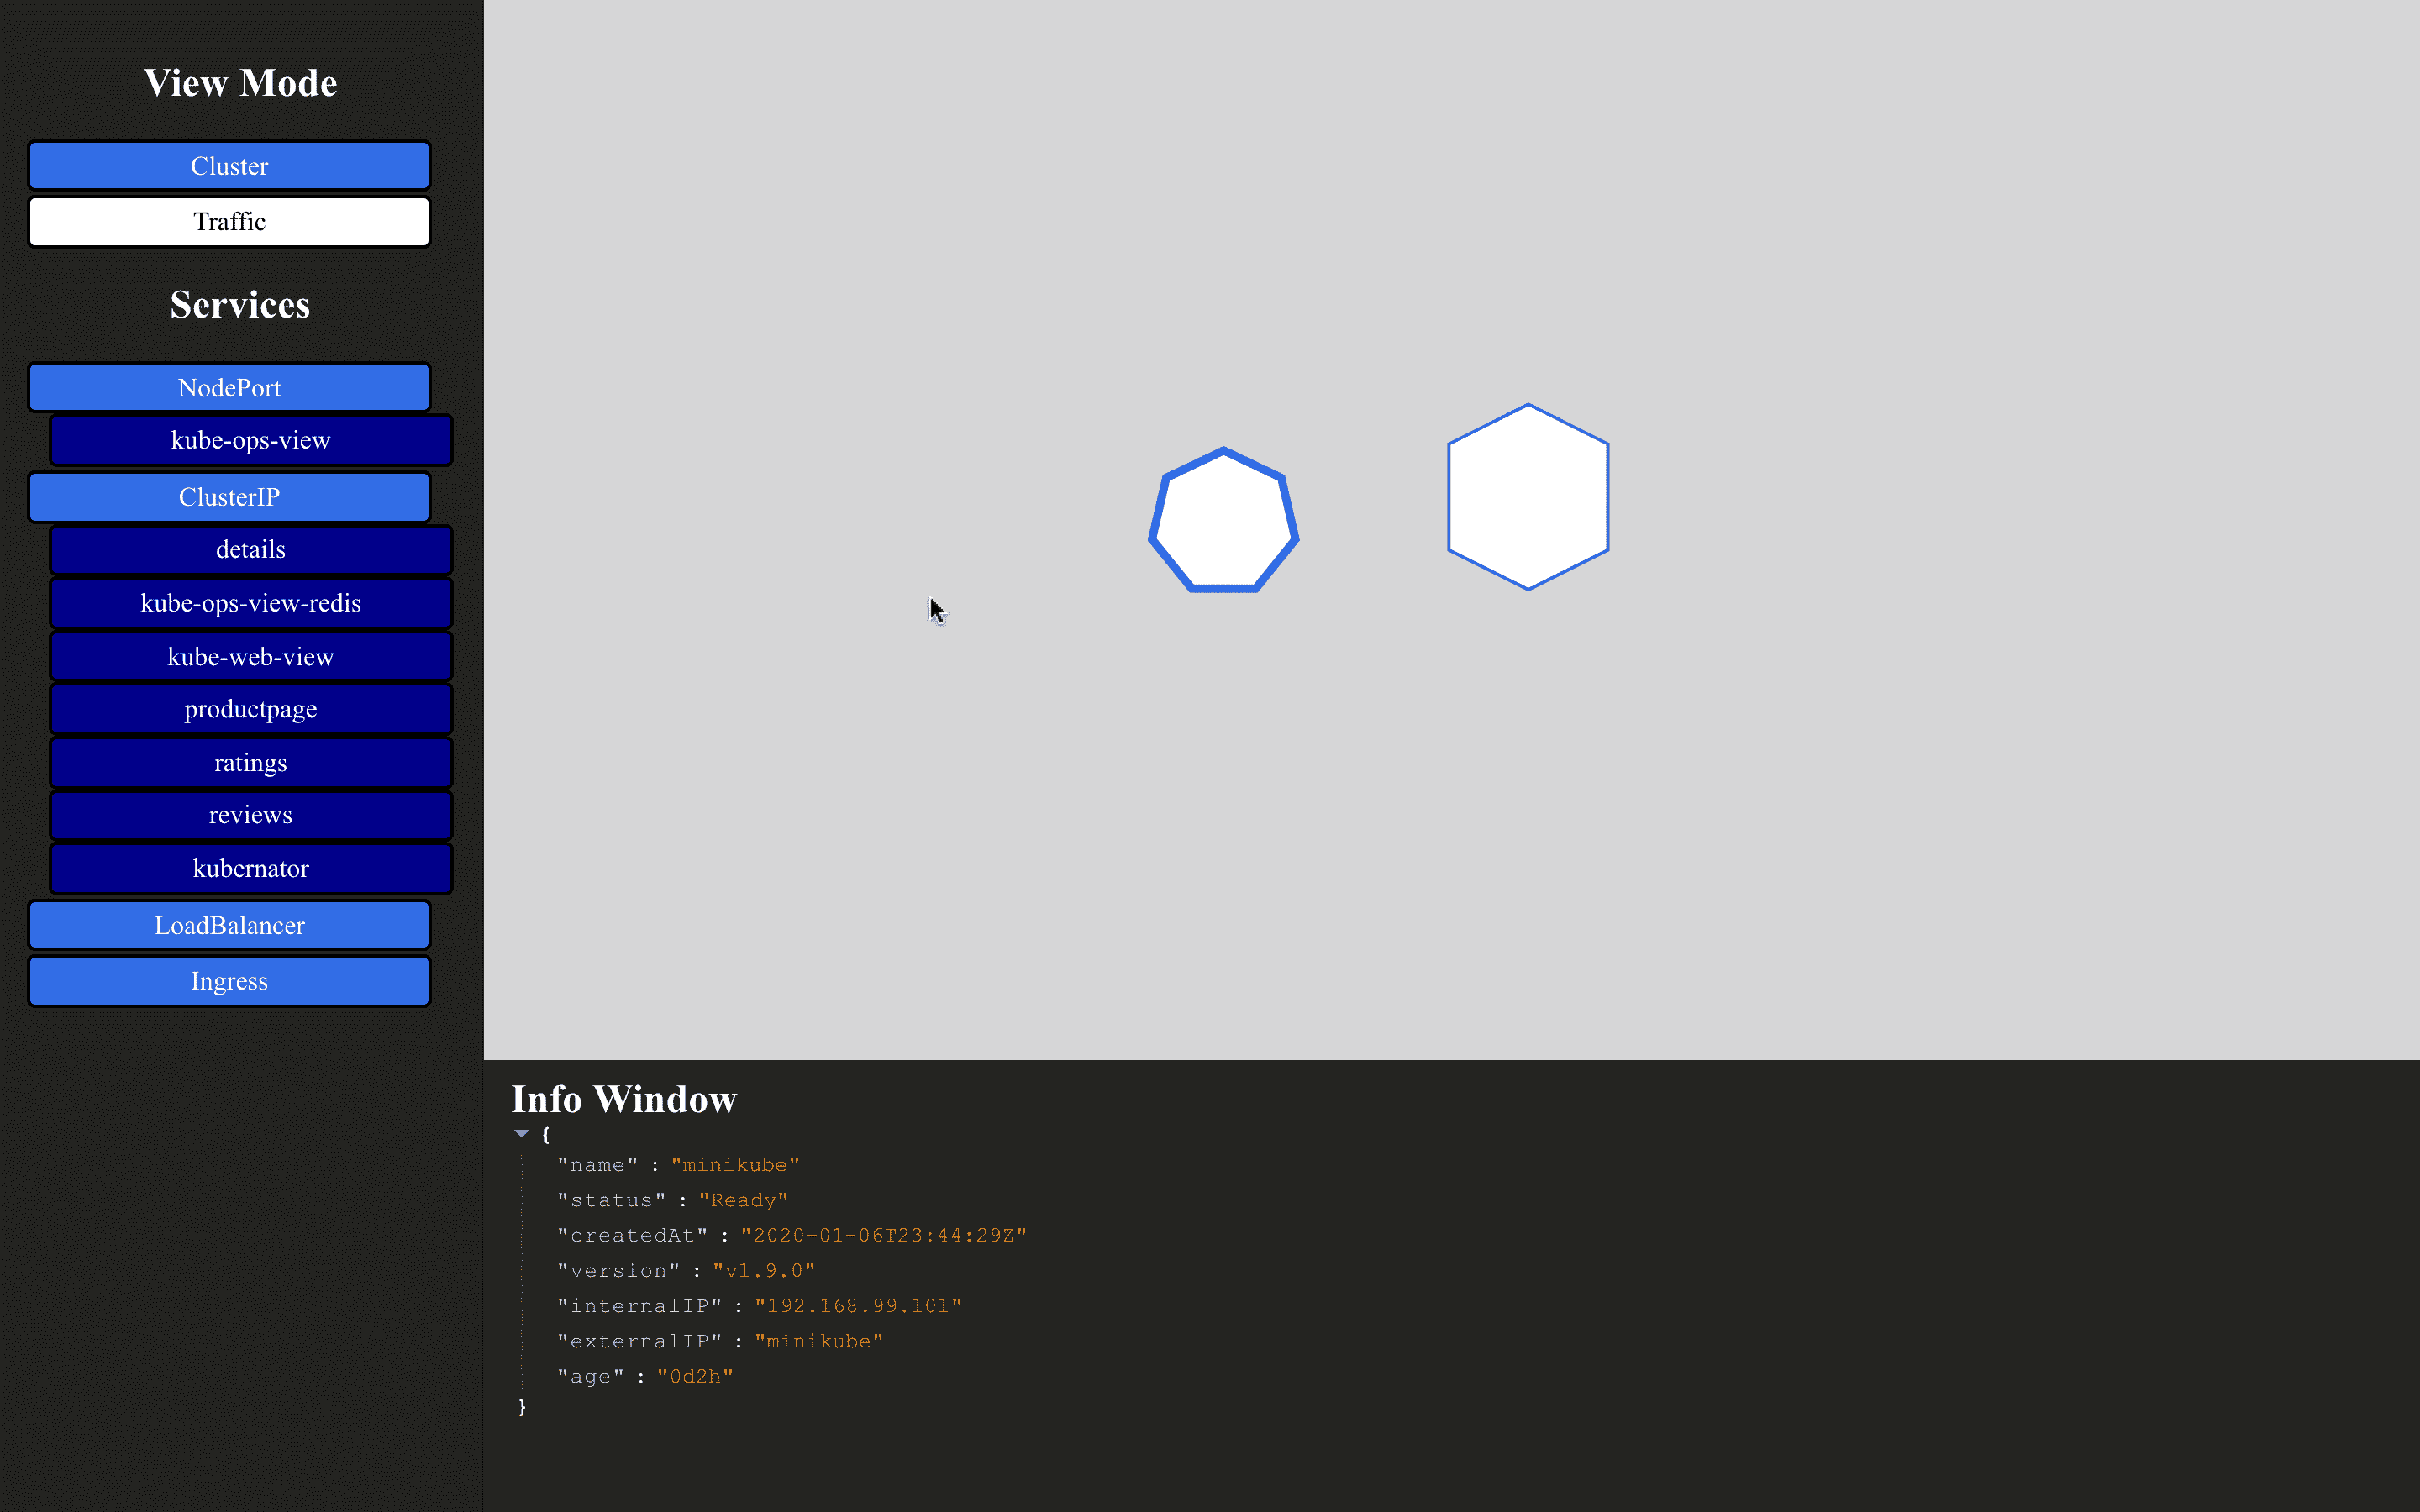 View Mode
Cluster
Traffic
Services
NodePort
kube-ops-view
ClusterIP
details
kube-ops-view-redis
kube-web-view
productpage
ratings
reviews
kubernator
LoadBalancer
Ingress
Info Window
{
"name" : "minikube"
"status" : "Ready"
"createdAt" : "2020-01-06T23:44:29Z"
"version" : "v1.9.0"
"internalIP" : "192.168.99.101"
"externalIP" : "minikube"
"age" : "0d2h"
}